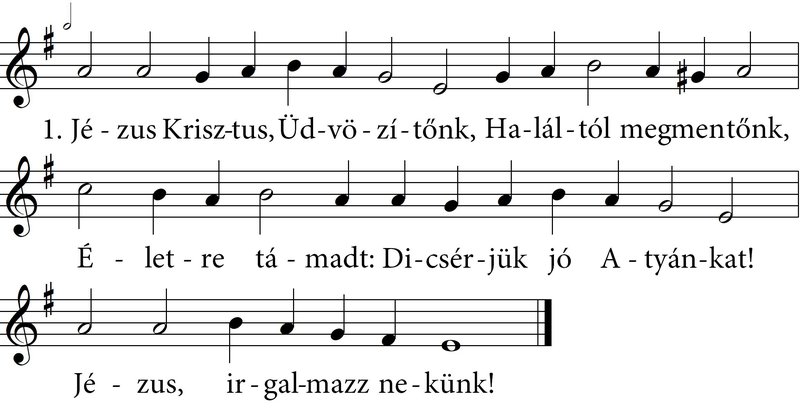 1. Jé - zus Krisz-tus, Üd-vö - zí-tőnk, Ha-lál-tól megmentőnk,
É - let - re tá - madt: Di-csér-jük jó A - tyán-kat!
Jé - zus, ir-gal-mazz ne-künk!